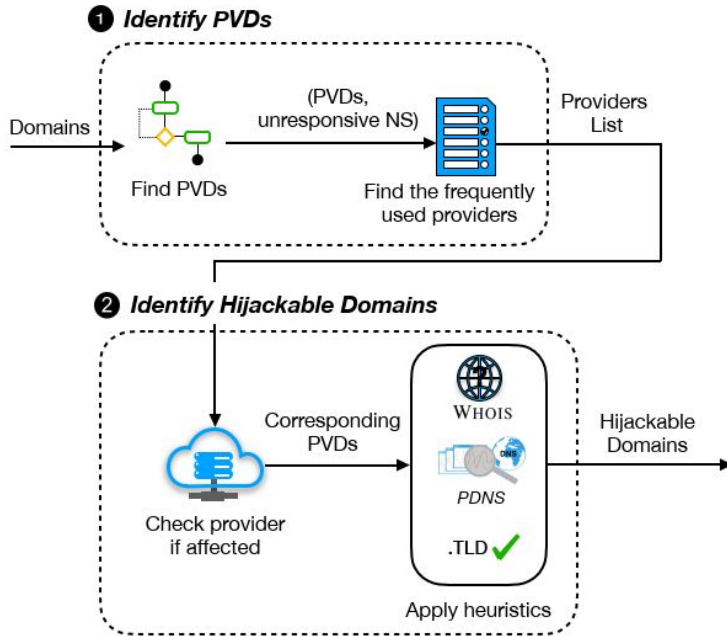 1 Identify PVDs
Domains
Find PVDs
(PVDs,
unresponsive NS)
Find the frequently
used providers
Providers
List
2 Identify Hijackable Domains
Check provider
if affected
Corresponding
PVDs
?
WHOIS
DNS
PDNS
.TLD
Apply heuristics
Hijackable
Domains